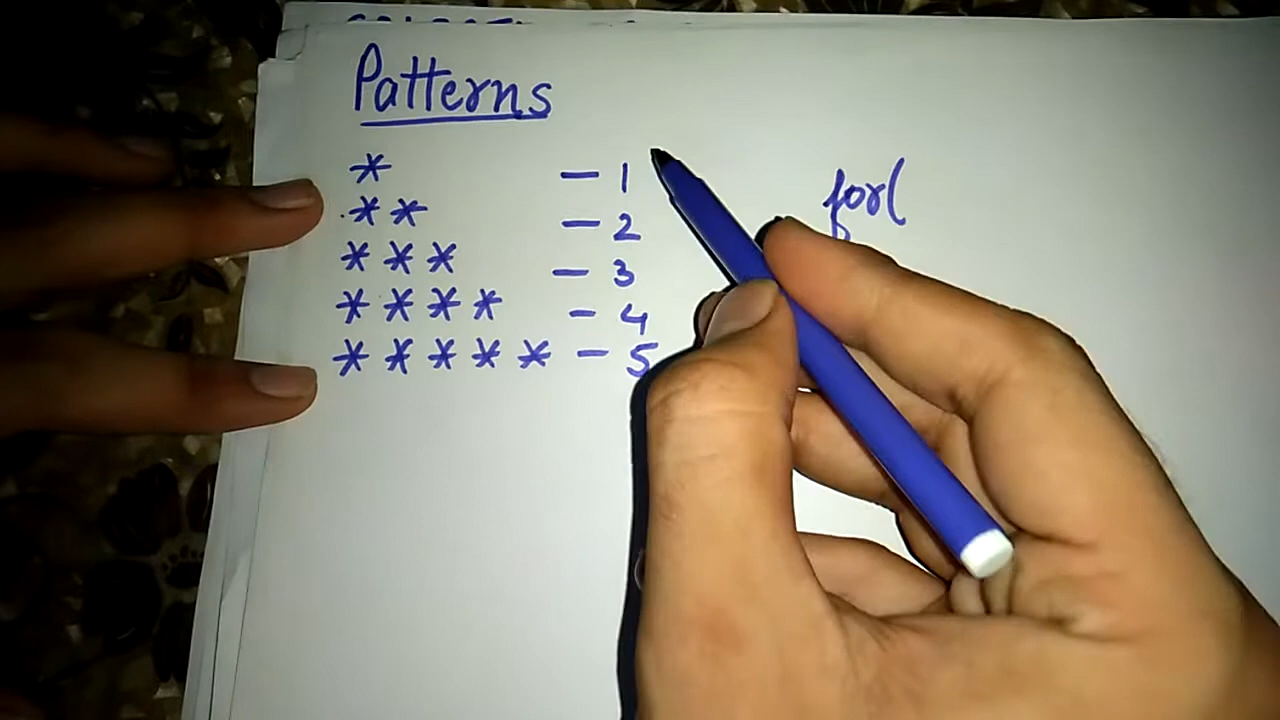 Patterns
* - 1
** - 2
*** - 3
**** - 4
***** - 5
for(